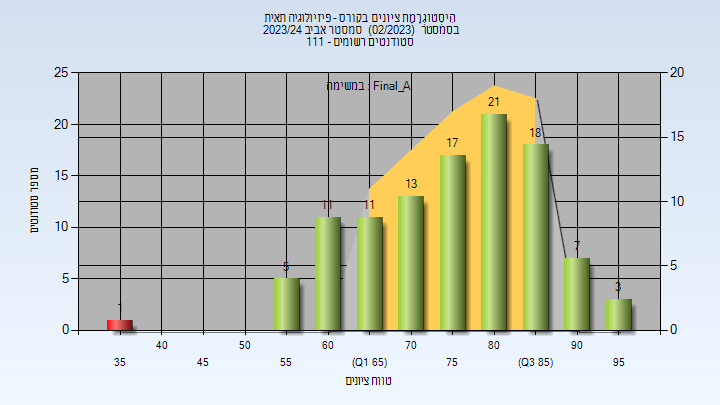 היסטוגרמת ציונים בקורס - פיזיולוגיה תאית
בסמסטר (02/2023) סמסטר אביב 2023/24
סטודנטים רשומים - 111
במשימה : Final_A
25 20 15 10 5 0
20 15 10 5 0
מספר סטודנטים
1 5 11 11 13 17 21 18 7 3
40 50 60 70 80 90
35 45 55 (Q1 65) 75 (Q3 85) 95
טווח ציונים